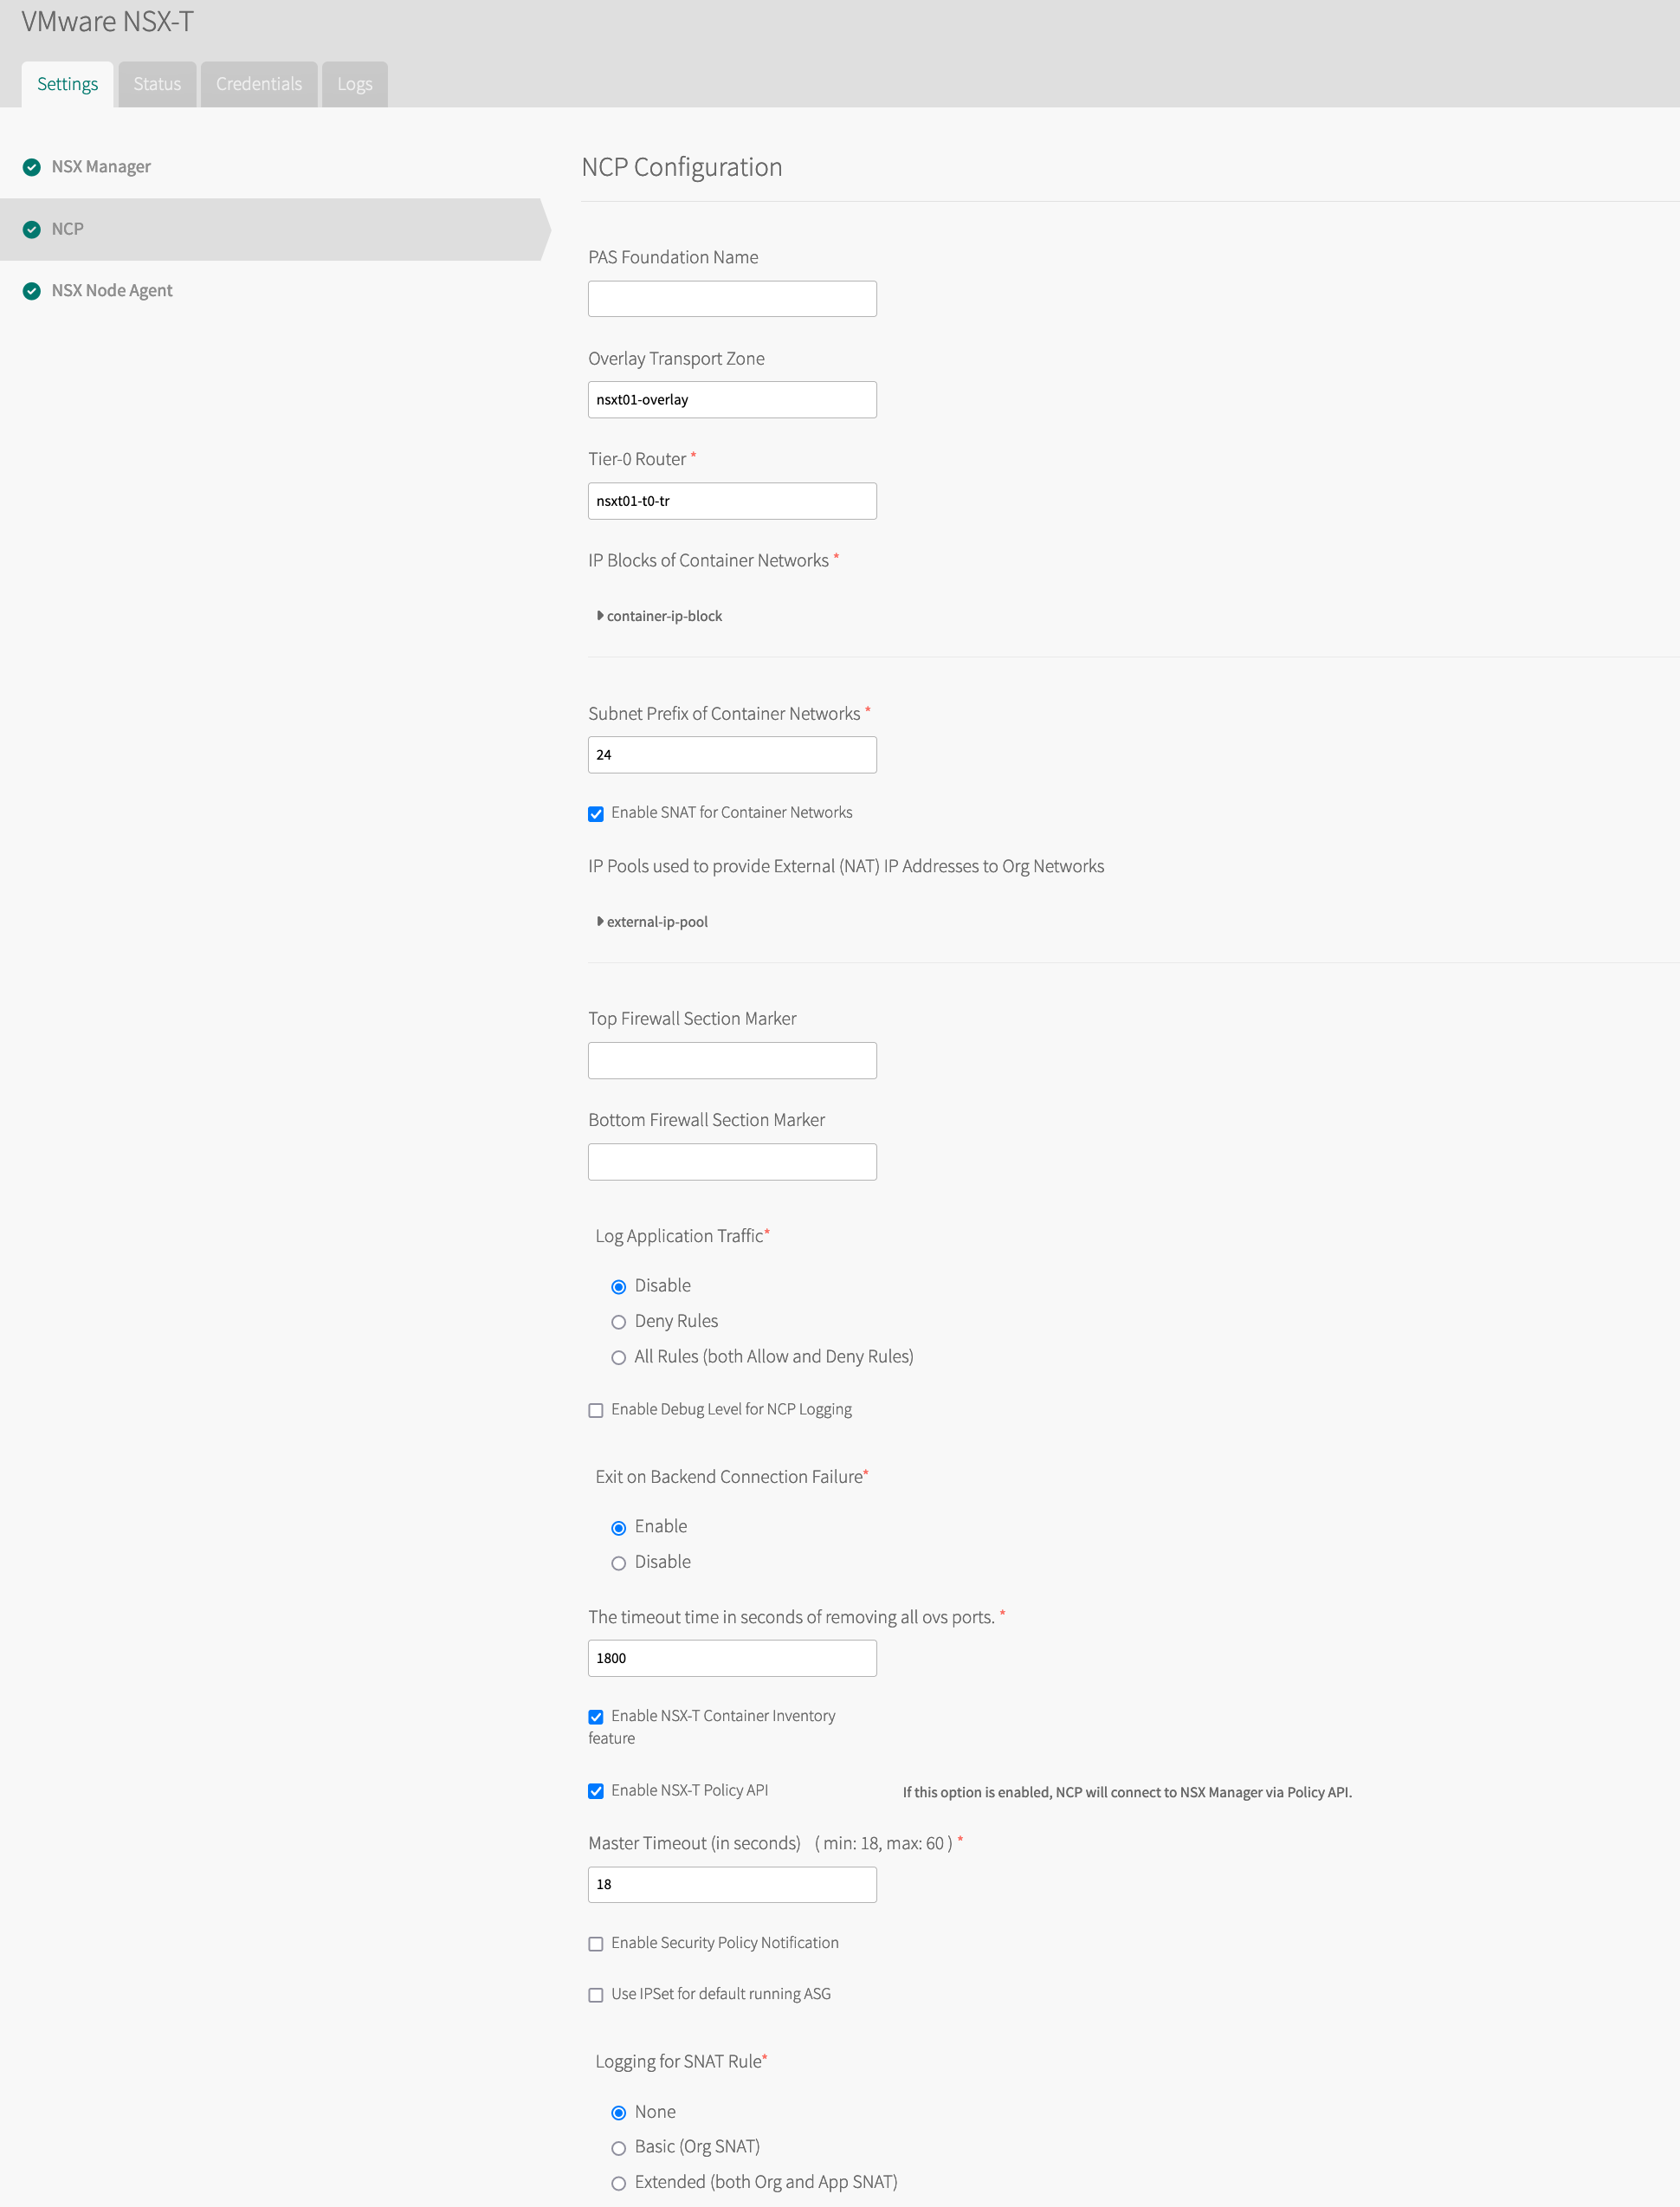 VMware NSX-T
Settings
Status
Credentials
Logs
NSX Manager
NCP
NSX Node Agent
NCP Configuration
PAS Foundation Name
Overlay Transport Zone
nsxt01-overlay
Tier-0 Router *
nsxt01-t0-tr
IP Blocks of Container Networks *
container-ip-block
Subnet Prefix of Container Networks *
24
Enable SNAT for Container Networks
IP Pools used to provide External (NAT) IP Addresses to Org Networks
external-ip-pool
Top Firewall Section Marker
Bottom Firewall Section Marker
Log Application Traffic*
Disable
Deny Rules
All Rules (both Allow and Deny Rules)
Enable Debug Level for NCP Logging
Exit on Backend Connection Failure*
Enable
Disable
The timeout time in seconds of removing all ovs ports. *
1800
Enable NSX-T Container Inventory
feature
Enable NSX-T Policy API
If this option is enabled, NCP will connect to NSX Manager via Policy API.
Master Timeout (in seconds) ( min: 18, max: 60 ) *
18
Enable Security Policy Notification
Use IPSet for default running ASG
Logging for SNAT Rule*
None
Basic (Org SNAT)
Extended (both Org and App SNAT)